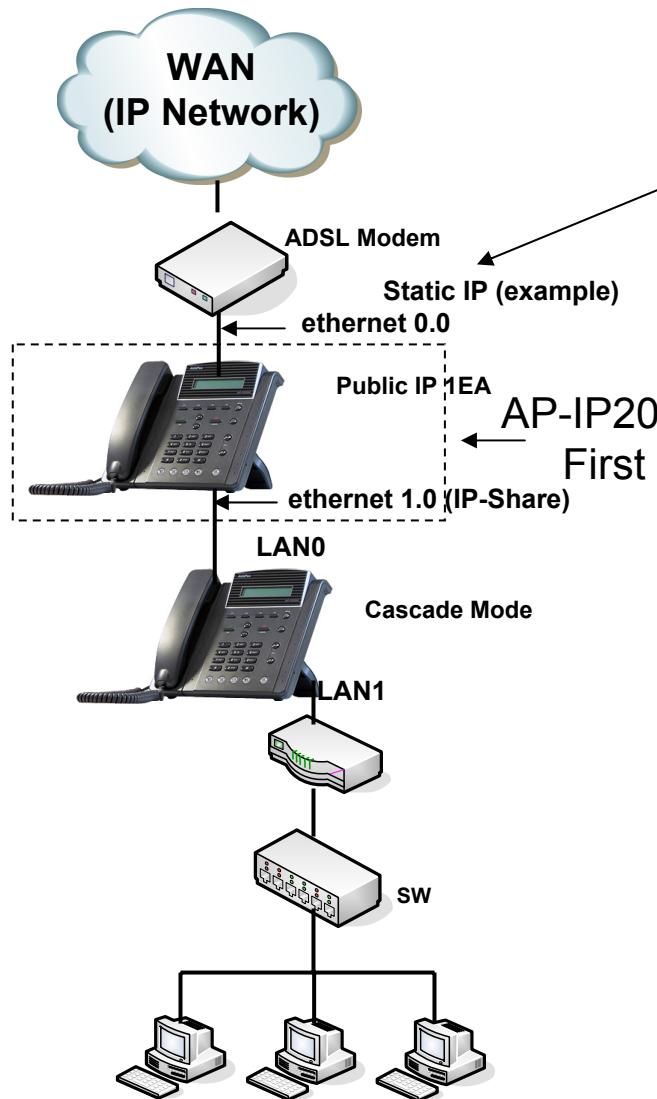 WAN
(IP Network)
ADSL Modem
Static IP (example)
ethernet 0.0
Public IP 1EA
AP-IP20
First
ethernet 1.0 (IP-Share)
LAN0
Cascade Mode
LAN1
SW